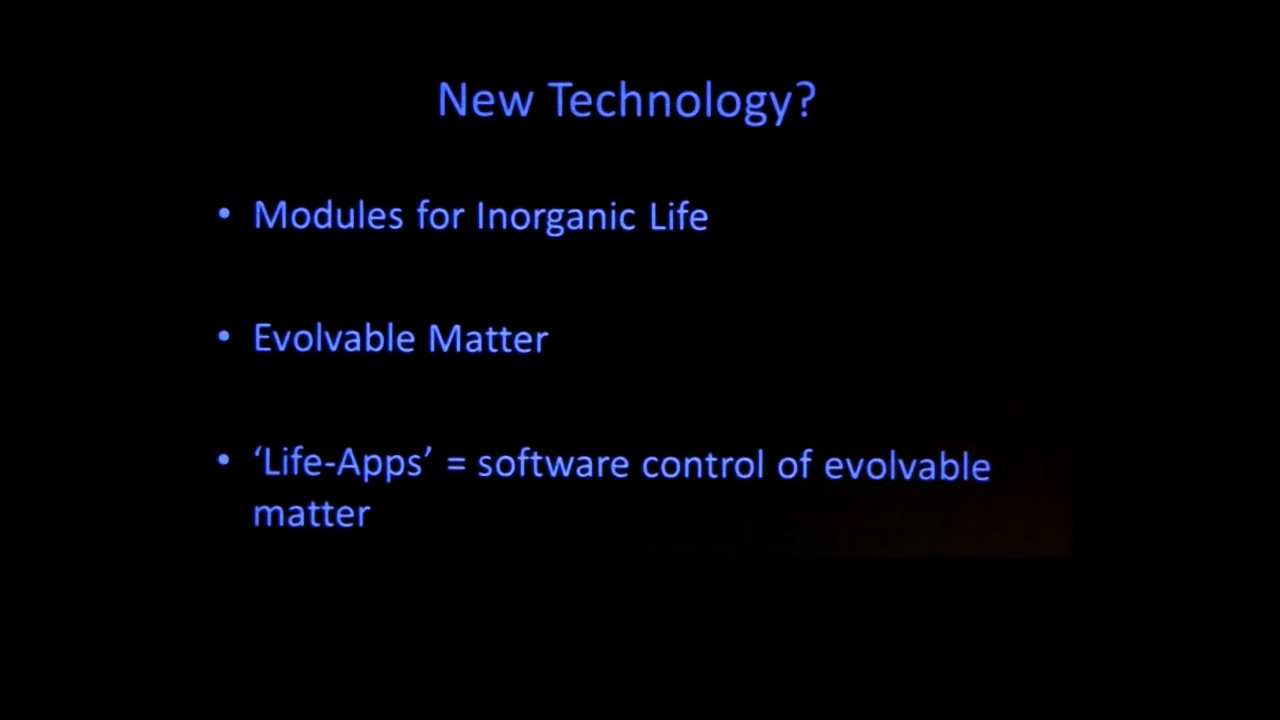 New Technology?
• Modules for Inorganic Life
• Evolvable Matter
• ‘Life-Apps’ = software control of evolvable
matter